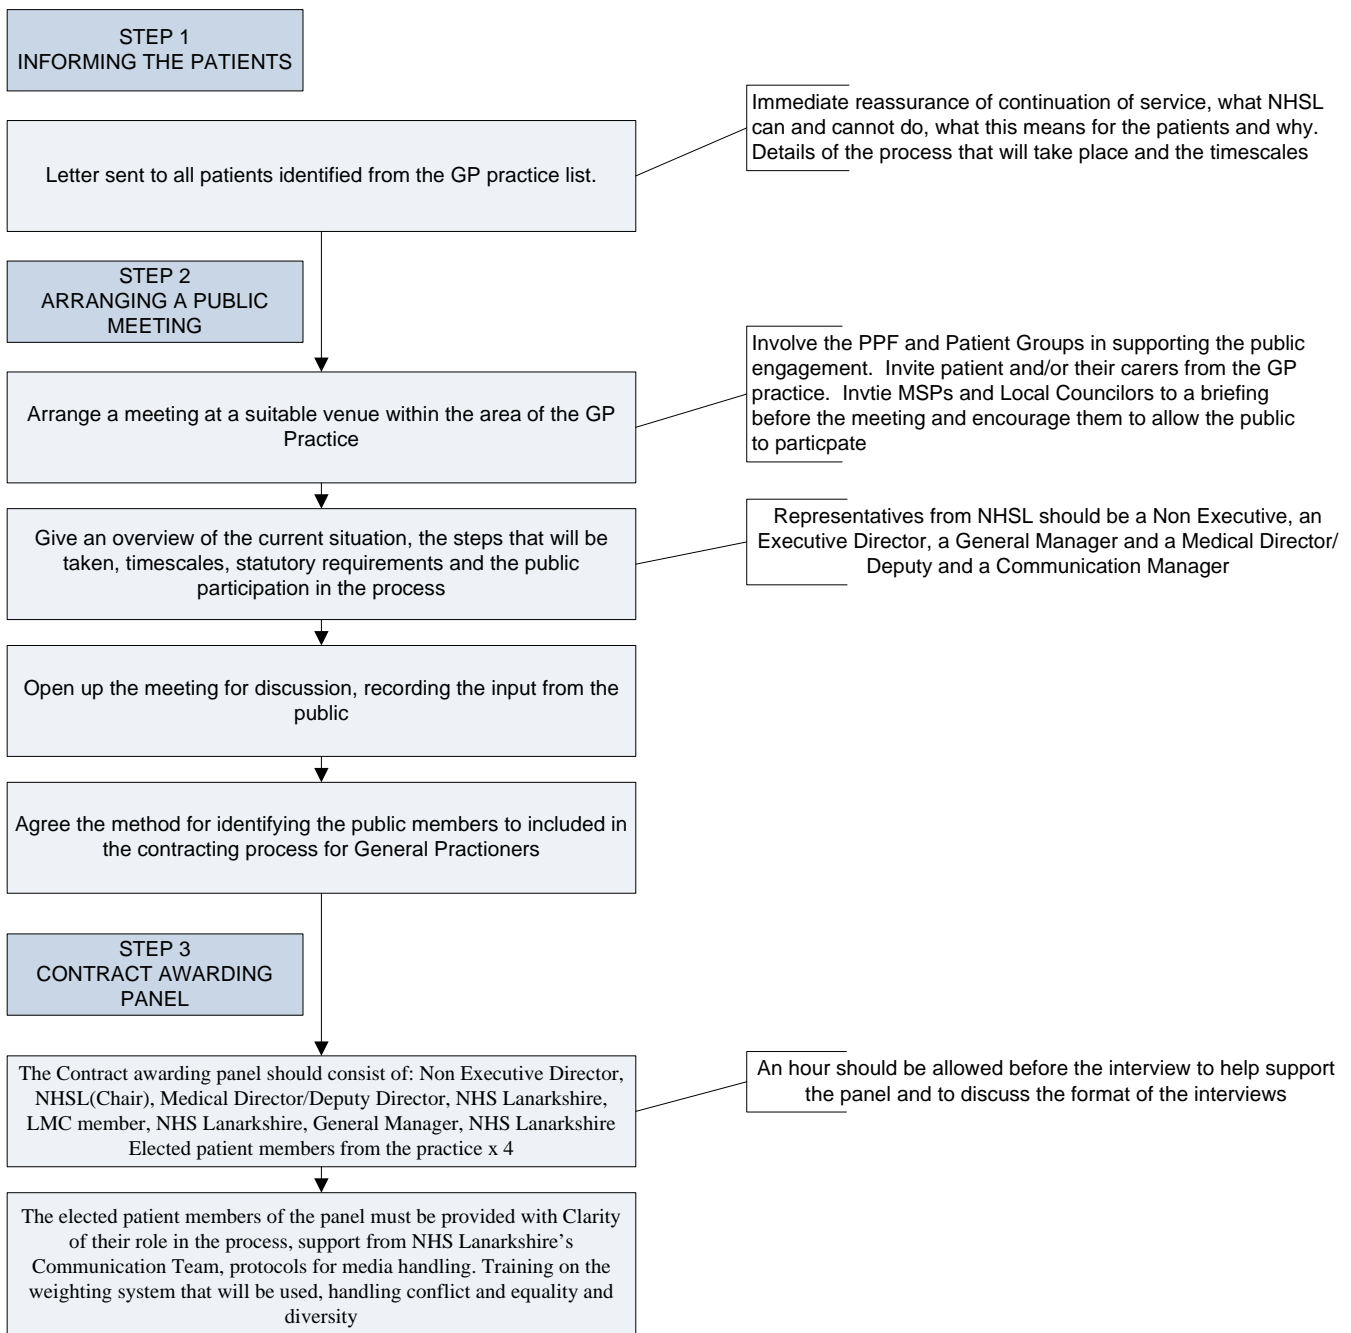 STEP 1
INFORMING THE PATIENTS
Letter sent to all patients identified from the GP practice list.
Immediate reassurance of continuation of service, what NHSL
can and cannot do, what this means for the patients and why.
Details of the process that will take place and the timescales
STEP 2
ARRANGING A PUBLIC
MEETING
Arrange a meeting at a suitable venue within the area of the GP
Practice
Involve the PPF and Patient Groups in supporting the public
engagement.  Invite patient and/or their carers from the GP
practice.  Invtie MSPs and Local Councilors to a briefing
before the meeting and encourage them to allow the public
to particpate
Give an overview of the current situation, the steps that will be
taken, timescales, statutory requirements and the public
participation in the process
Representatives from NHSL should be a Non Executive, an
Executive Director, a General Manager and a Medical Director/
Deputy and a Communication Manager
Open up the meeting for discussion, recording the input from the
public
Agree the method for identifying the public members to included in
the contracting process for General Practioners
STEP 3
CONTRACT AWARDING
PANEL
The Contract awarding panel should consist of: Non Executive Director,
NHSL(Chair), Medical Director/Deputy Director, NHS Lanarkshire,
LMC member, NHS Lanarkshire, General Manager, NHS Lanarkshire
Elected patient members from the practice x 4
An hour should be allowed before the interview to help support
the panel and to discuss the format of the interviews
The elected patient members of the panel must be provided with Clarity
of their role in the process, support from NHS Lanarkshire’s
Communication Team, protocols for media handling. Training on the
weighting system that will be used, handling conflict and equality and
diversity